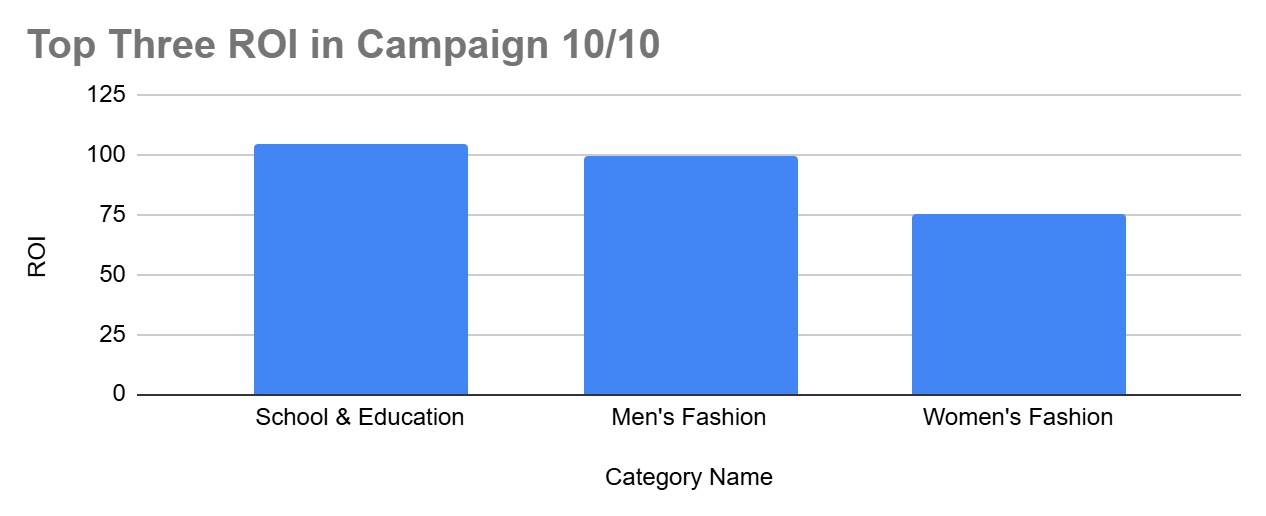 Top Three ROI in Campaign 10/10
125
100
75
50
25
0
ROI
School & Education
Men's Fashion
Women's Fashion
Category Name